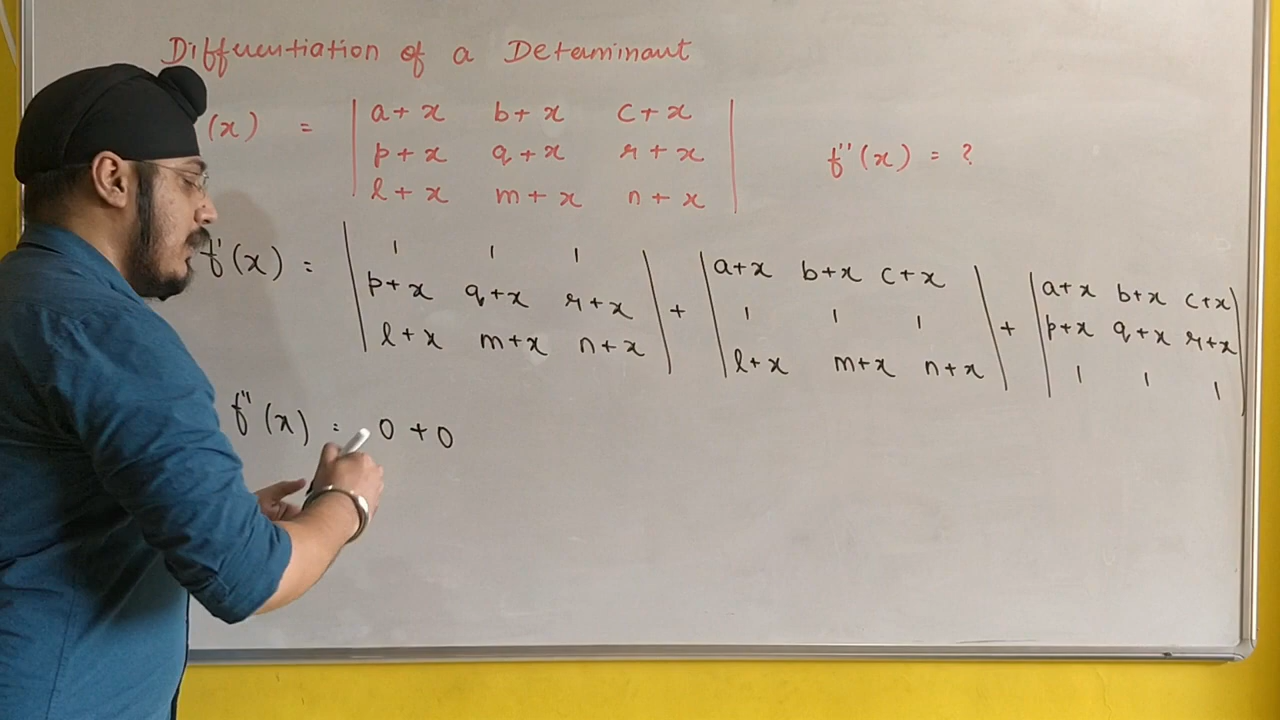 Differentiation of a Determinant
(x) = | a+x b+x c+x |
| p+x q+x r+x | f''(x) = ?
| l+x m+x n+x |
f'(x) = | 1 1 1 | + | a+x b+x c+x | + | a+x b+x c+x |
| p+x q+x r+x | | 1 1 1 | | p+x q+x r+x |
| l+x m+x n+x | | l+x m+x n+x | | 1 1 1 |
f''(x) = 0 + 0